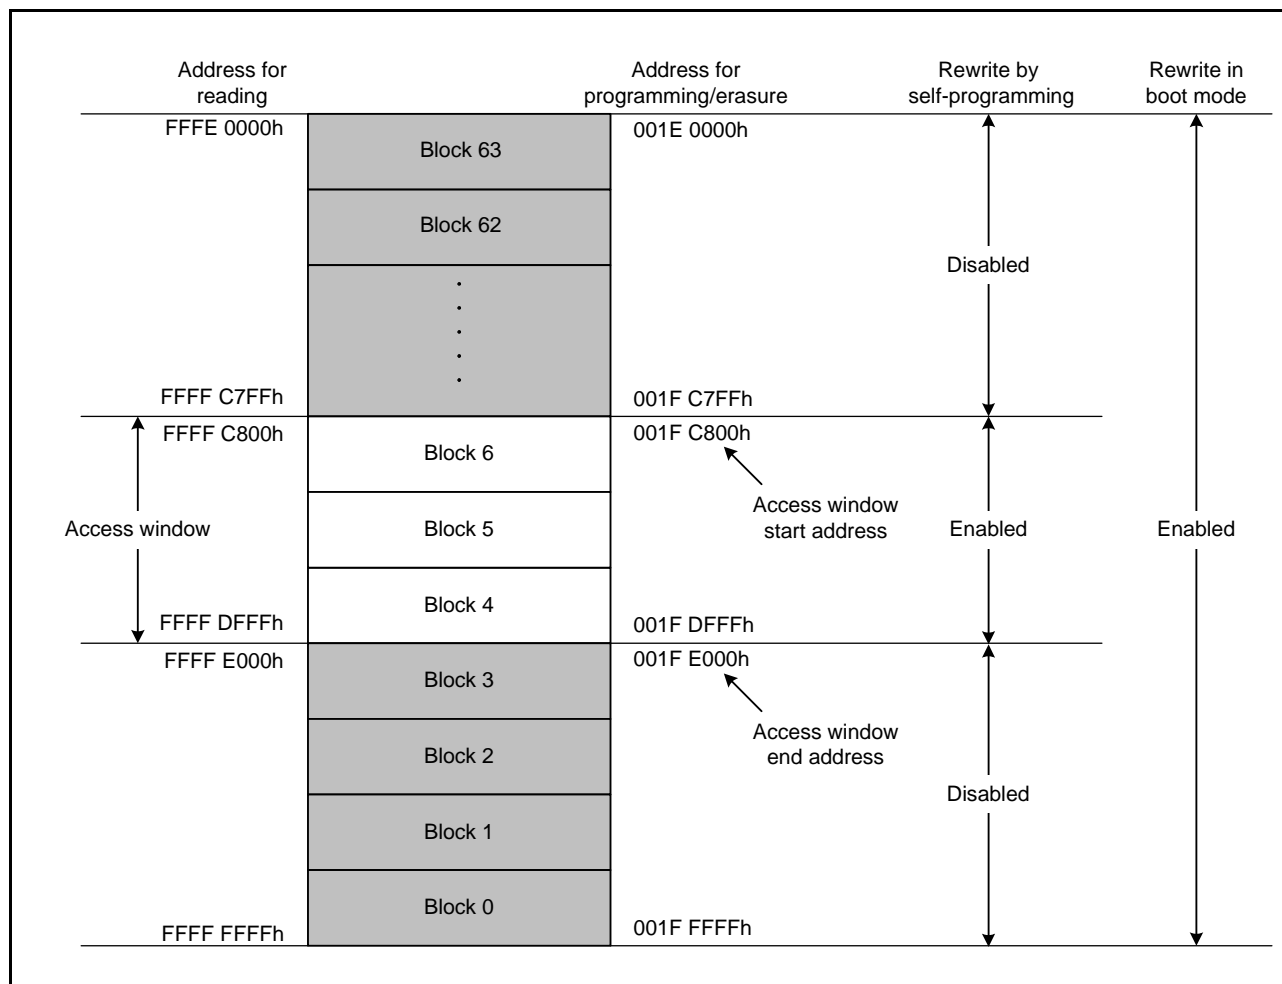 Address for
reading
Address for
programming/erasure
Rewrite by
self-programming
Rewrite in
boot mode
FFFE 0000h
001E 0000h
Block 63
Block 62
Disabled
FFFF C7FFh
001F C7FFh
FFFF C800h
001F C800h
Block 6
Access window
start address
Access window
Block 5
Enabled
Enabled
Block 4
FFFF DFFFh
001F DFFFh
FFFF E000h
001F E000h
Block 3
Access window
end address
Block 2
Disabled
Block 1
Block 0
FFFF FFFFh
001F FFFFh